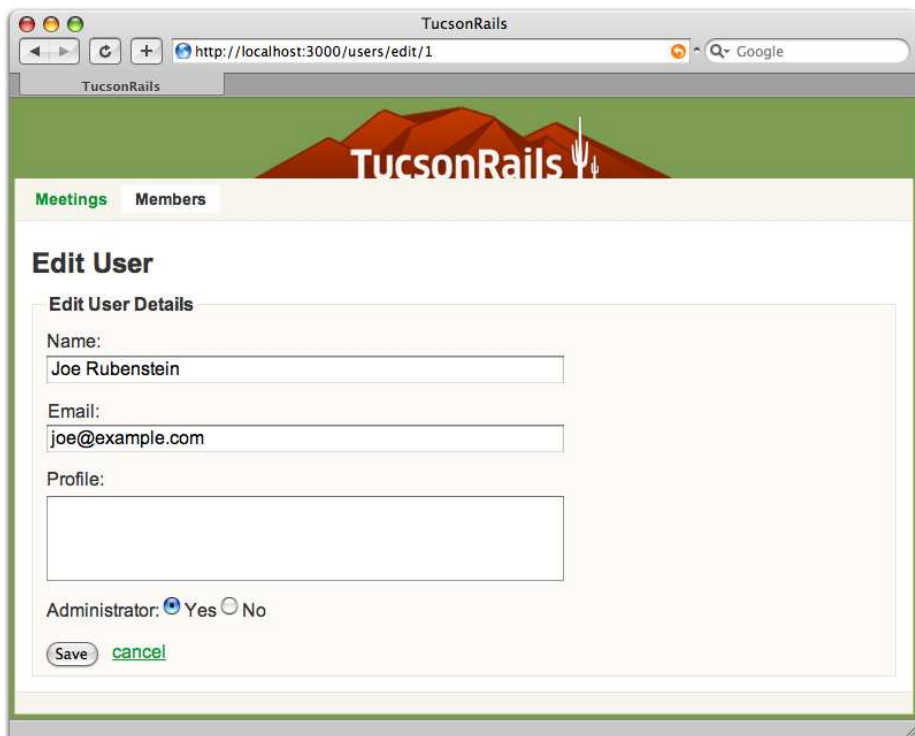 TucsonRails
http://localhost:3000/users/edit/1
Google
TucsonRails
TucsonRails
Meetings Members
Edit User
Edit User Details
Name:
Joe Rubenstein
Email:
joe@example.com
Profile:
Administrator: Yes No
Save cancel